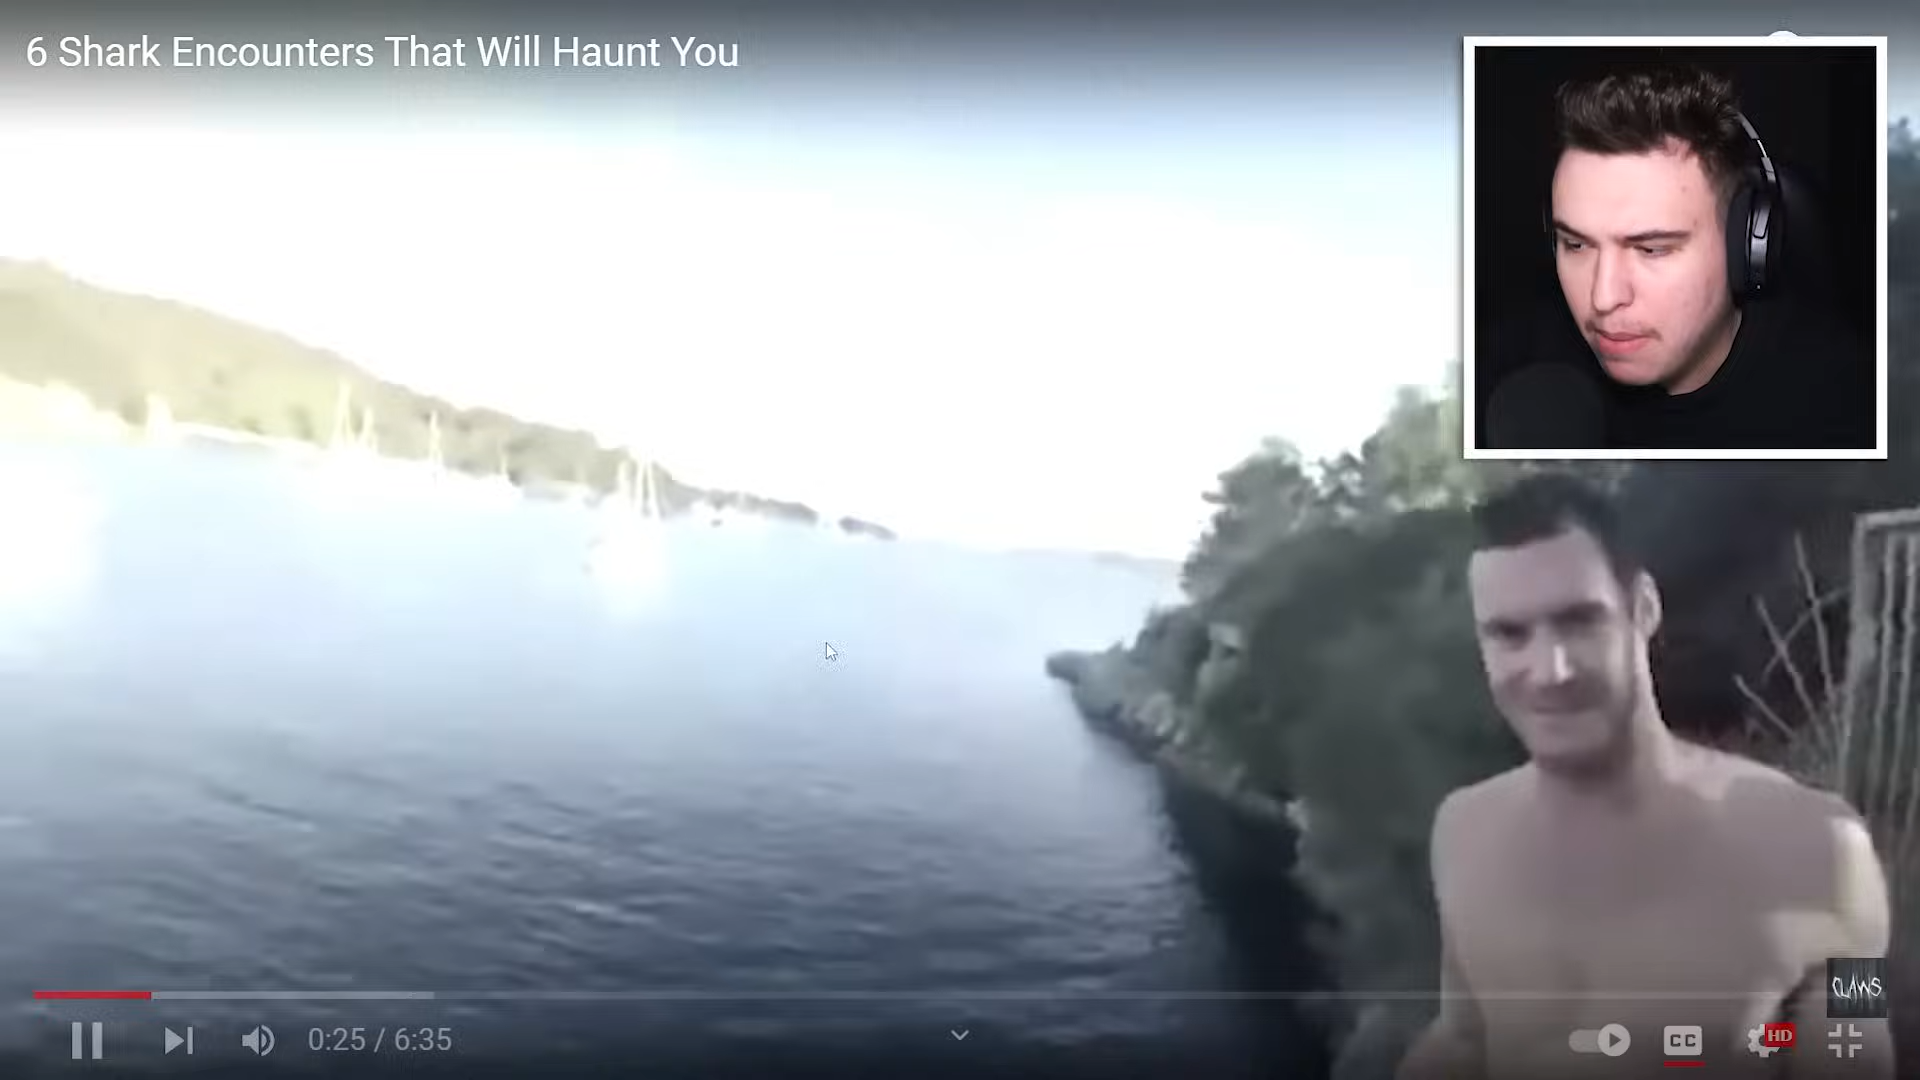 6 Shark Encounters That Will Haunt You
CLAWS
0:25 / 6:35
CC
HD